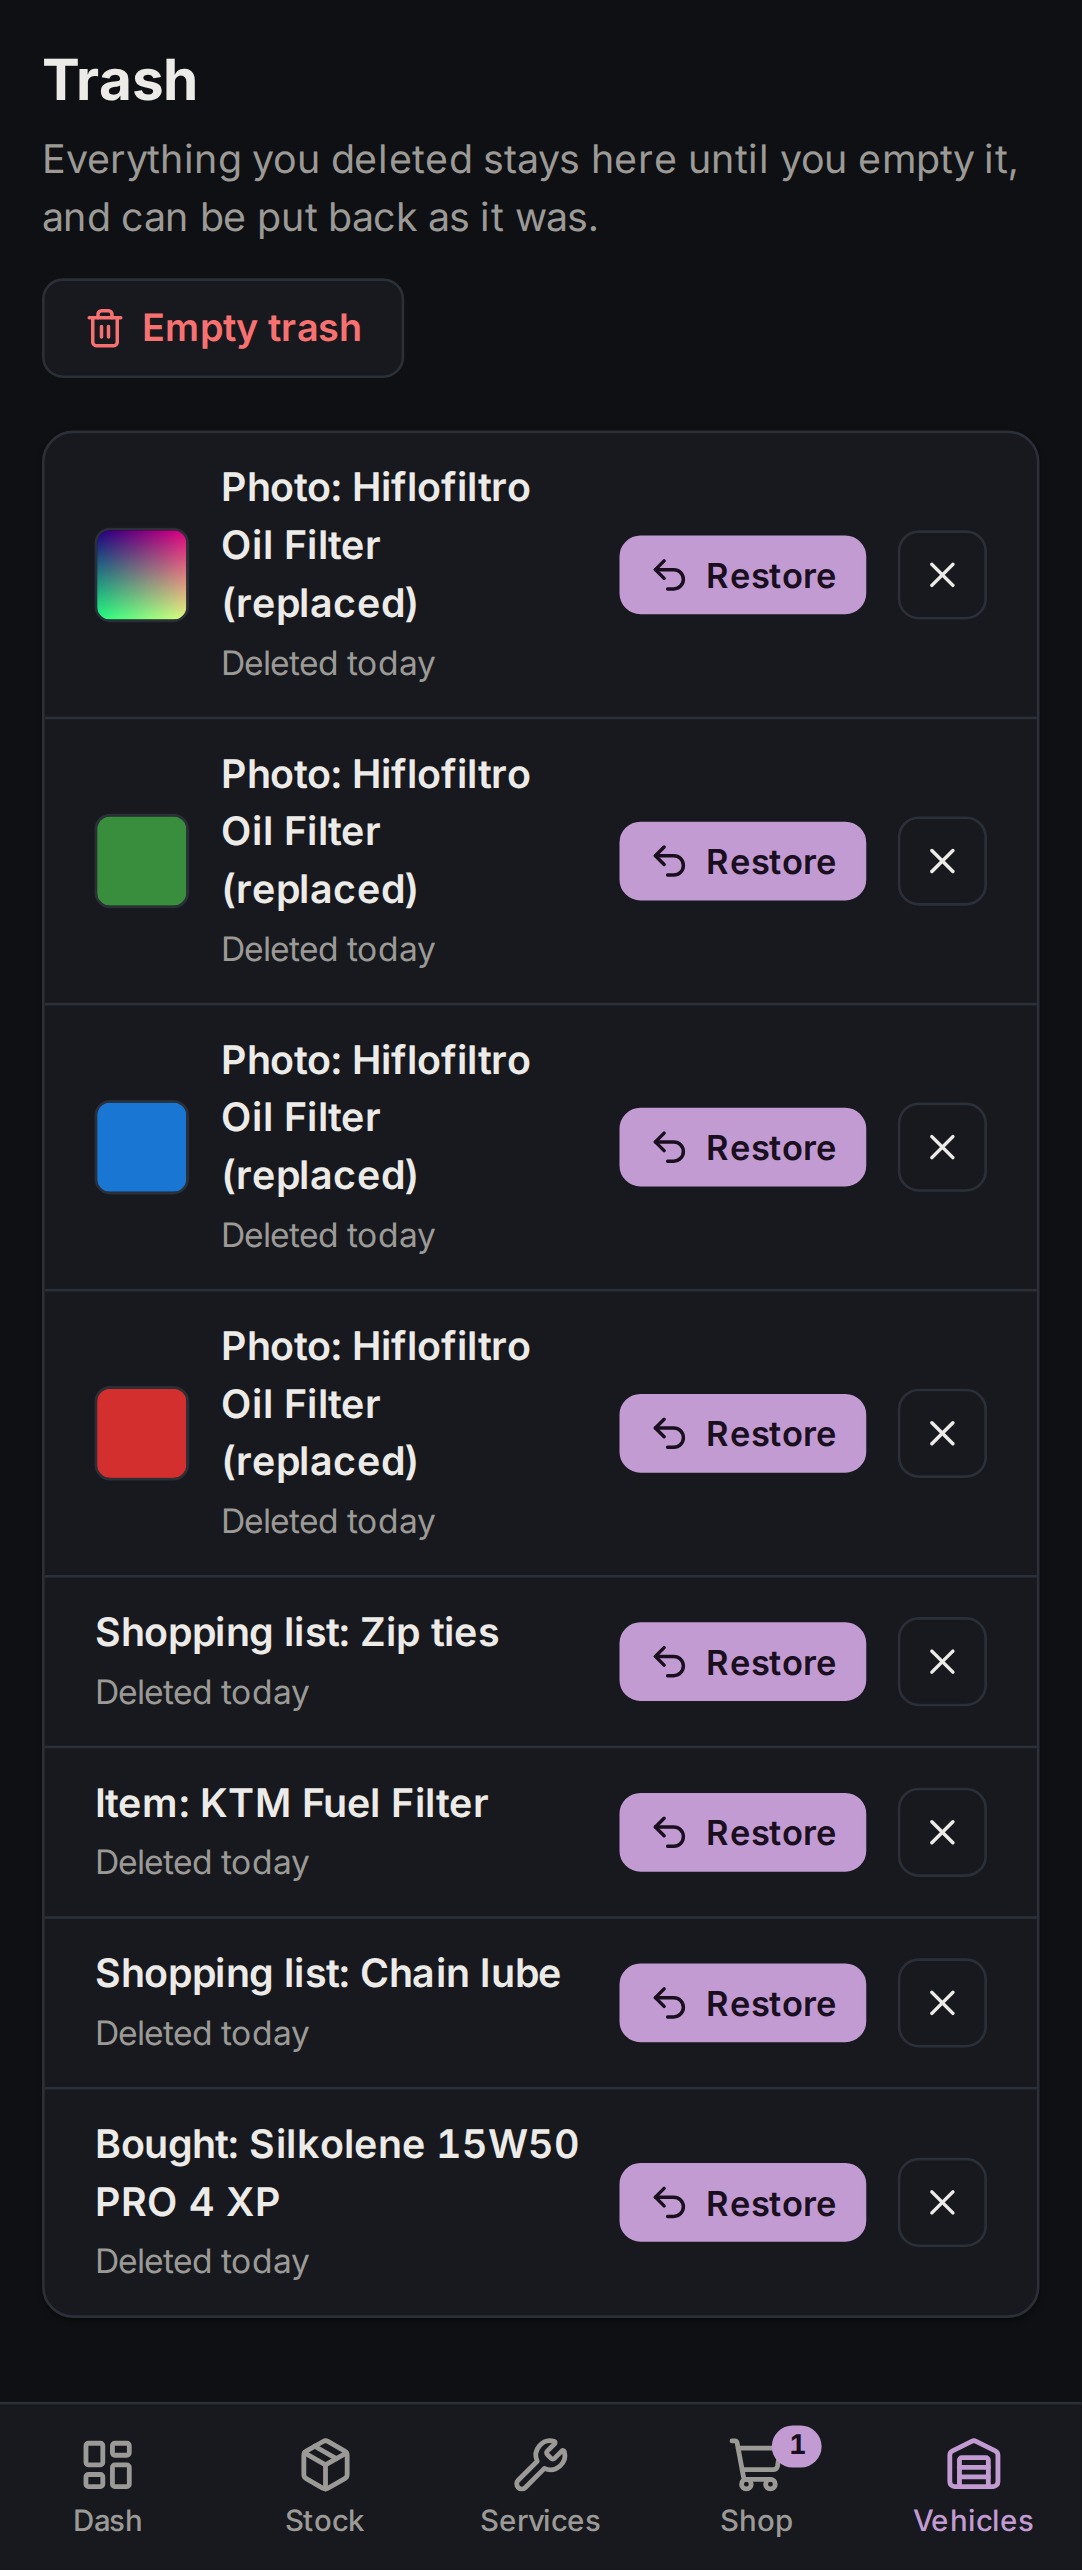 Trash
Everything you deleted stays here until you empty it,
and can be put back as it was.
Empty trash
Photo: Hiflofiltro
Oil Filter
(replaced)
Deleted today
Restore
Photo: Hiflofiltro
Oil Filter
(replaced)
Deleted today
Restore
Photo: Hiflofiltro
Oil Filter
(replaced)
Deleted today
Restore
Photo: Hiflofiltro
Oil Filter
(replaced)
Deleted today
Restore
Shopping list: Zip ties
Deleted today
Restore
Item: KTM Fuel Filter
Deleted today
Restore
Shopping list: Chain lube
Deleted today
Restore
Bought: Silkolene 15W50
PRO 4 XP
Deleted today
Restore
1
Dash
Stock
Services
Shop
Vehicles